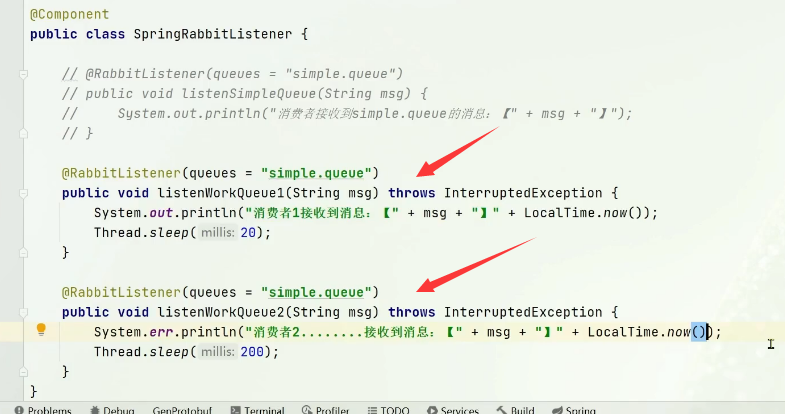 @Component
public class SpringRabbitListener {
// @RabbitListener(queues = "simple.queue")
// public void listenSimpleQueue(String msg) {
//     System.out.println("消费者接收到simple.queue的消息：【" + msg + "】");
// }
@RabbitListener(queues = "simple.queue")
public void listenWorkQueue1(String msg) throws InterruptedException {
System.out.println("消费者1接收到消息：【" + msg + "】" + LocalTime.now());
Thread.sleep( millis: 20);
}
@RabbitListener(queues = "simple.queue")
public void listenWorkQueue2(String msg) throws InterruptedException {
System.err.println("消费者2........接收到消息：【" + msg + "】" + LocalTime.now());
Thread.sleep( millis: 200);
}
}
Problems Debug GenProtobuf Terminal Profiler TODO Services Build Spring